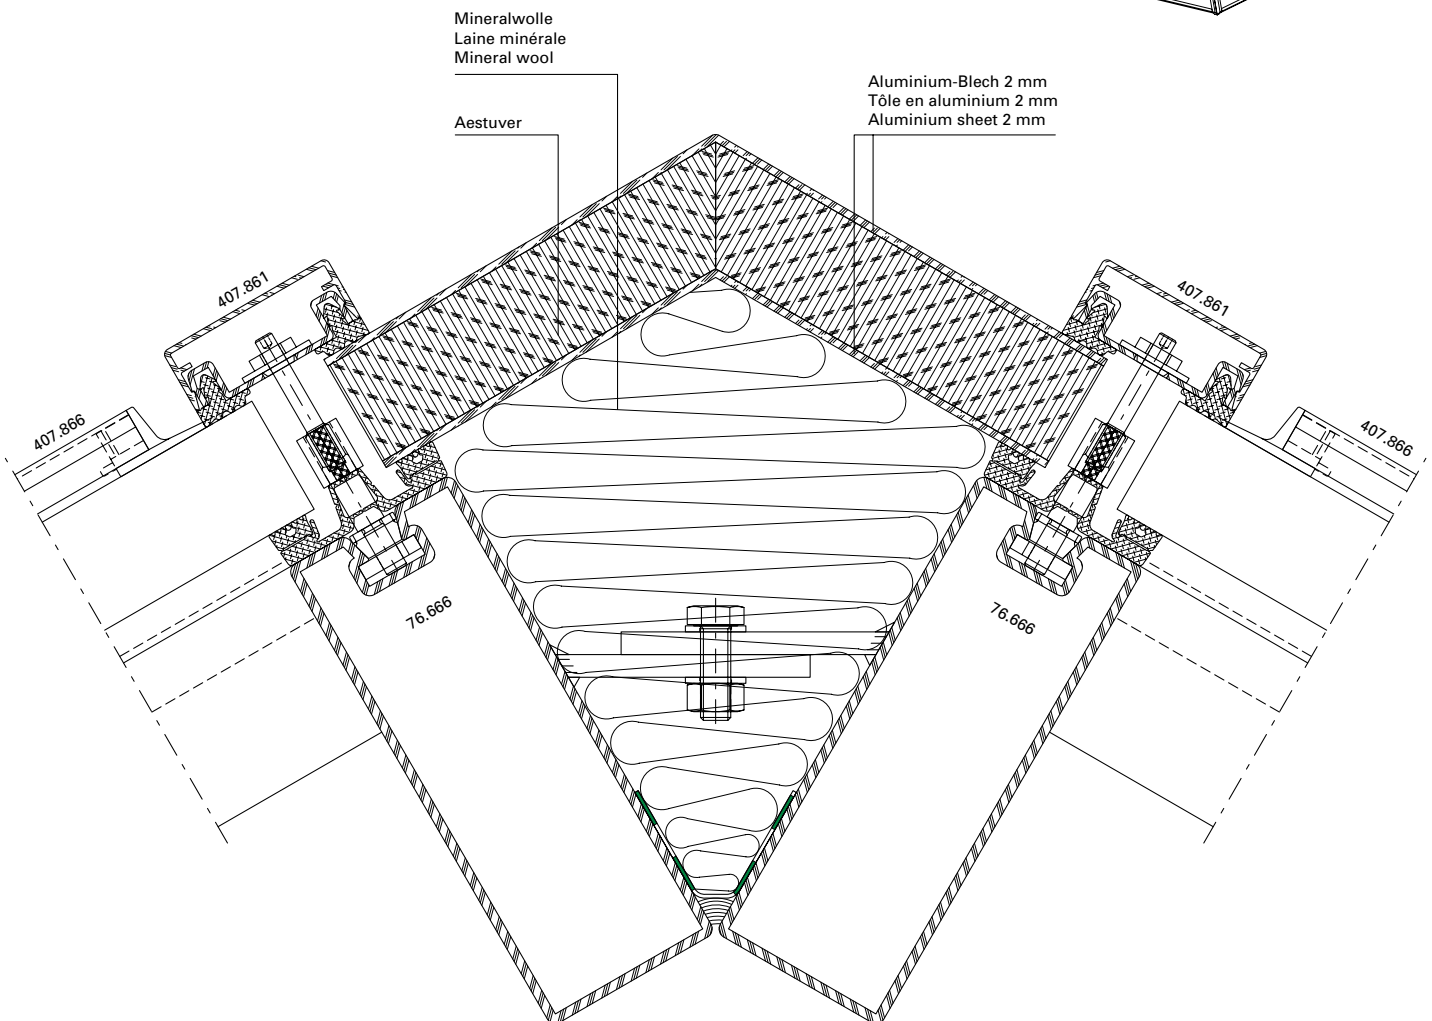 Mineralwolle
Laine minérale
Mineral wool
Aestuver
Aluminium-Blech 2 mm
Tôle en aluminium 2 mm
Aluminium sheet 2 mm
407.861
407.861
407.866
407.866
76.666
76.666